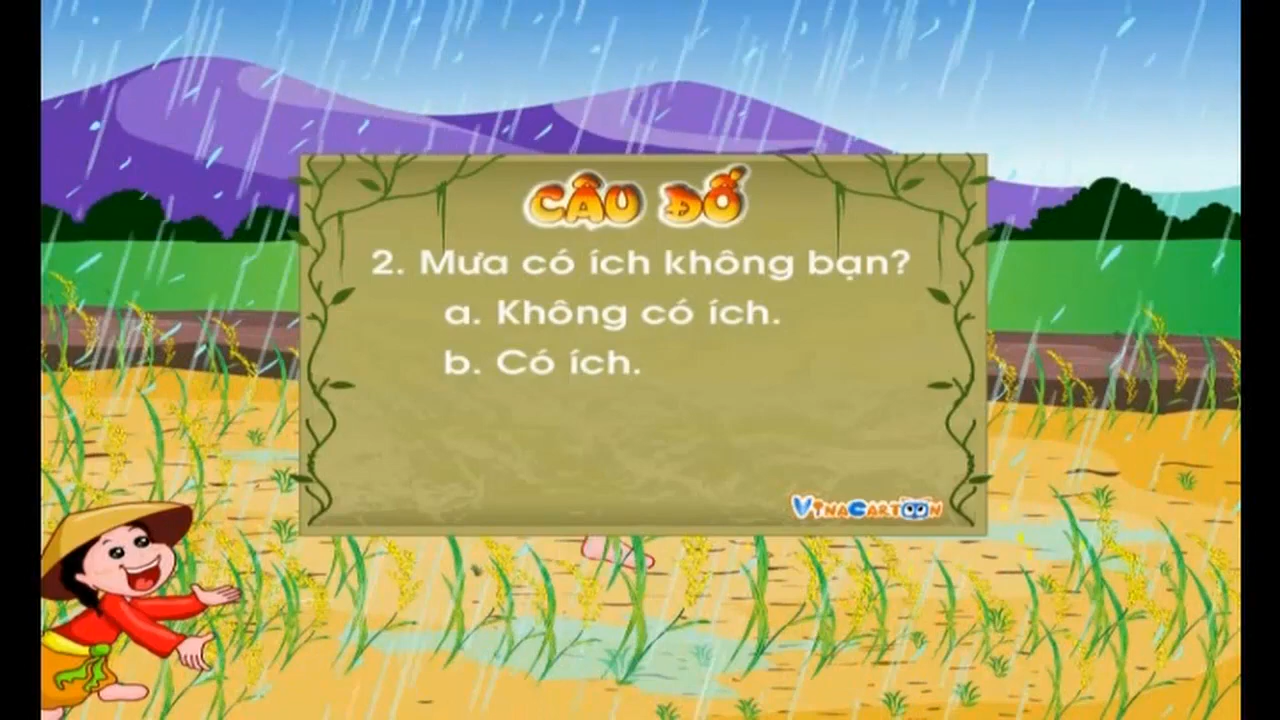 CÂU ĐỐ
2. Mưa có ích không bạn?
a. Không có ích.
b. Có ích.
VINACARTOON